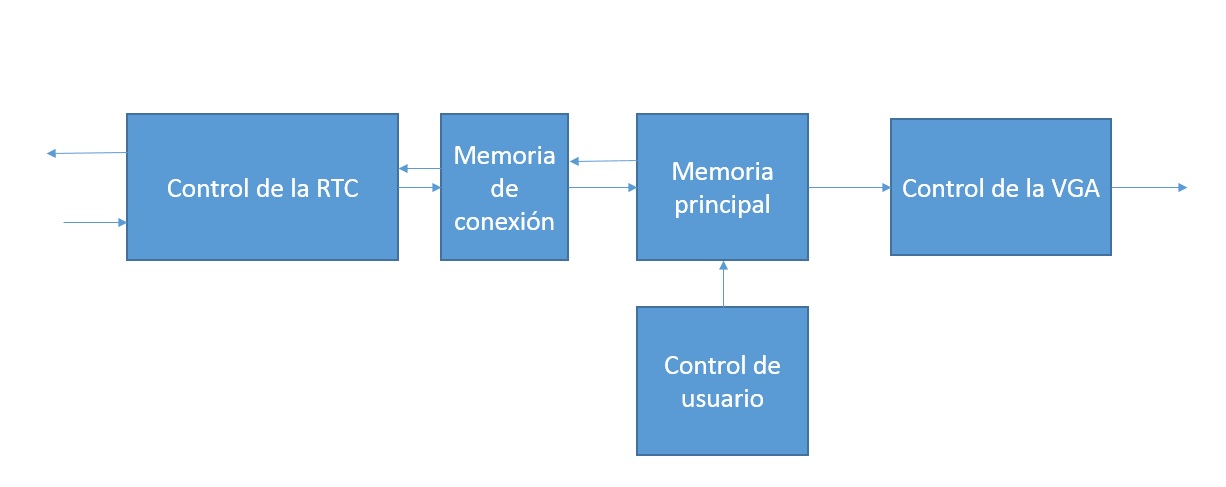 Control de la RTC
Memoria
de
conexión
Memoria
principal
Control de la VGA
Control de
usuario